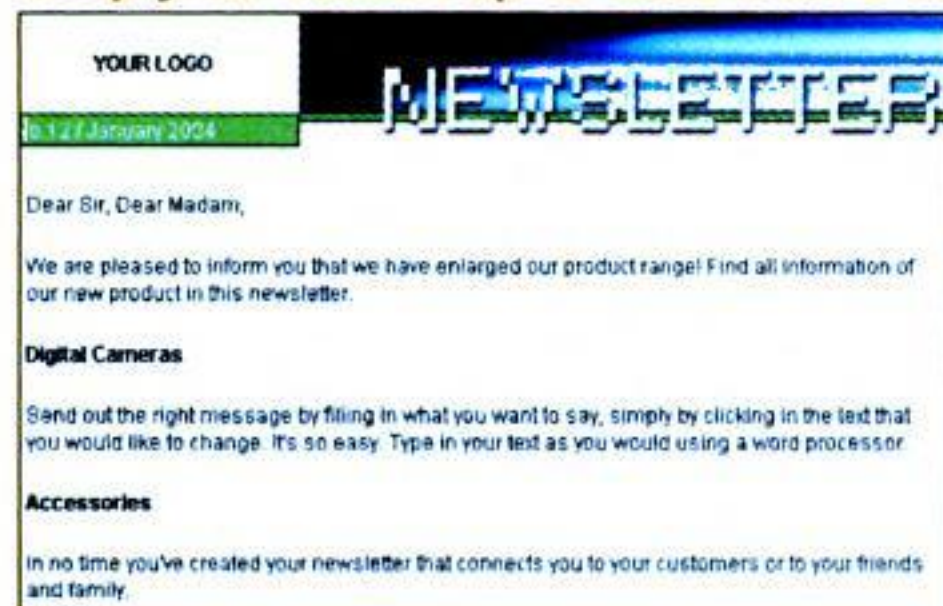 YOUR LOGO
NEWSLETTER
No 12 / January 2004
Dear Sir, Dear Madam,
We are pleased to inform you that we have enlarged our product range! Find all information of
our new product in this newsletter.
Digital Cameras
Send out the right message by filling in what you want to say, simply by clicking in the text that
you would like to change. It's so easy. Type in your text as you would using a word processor.
Accessories
In no time you've created your newsletter that connects you to your customers or to your friends
and family.